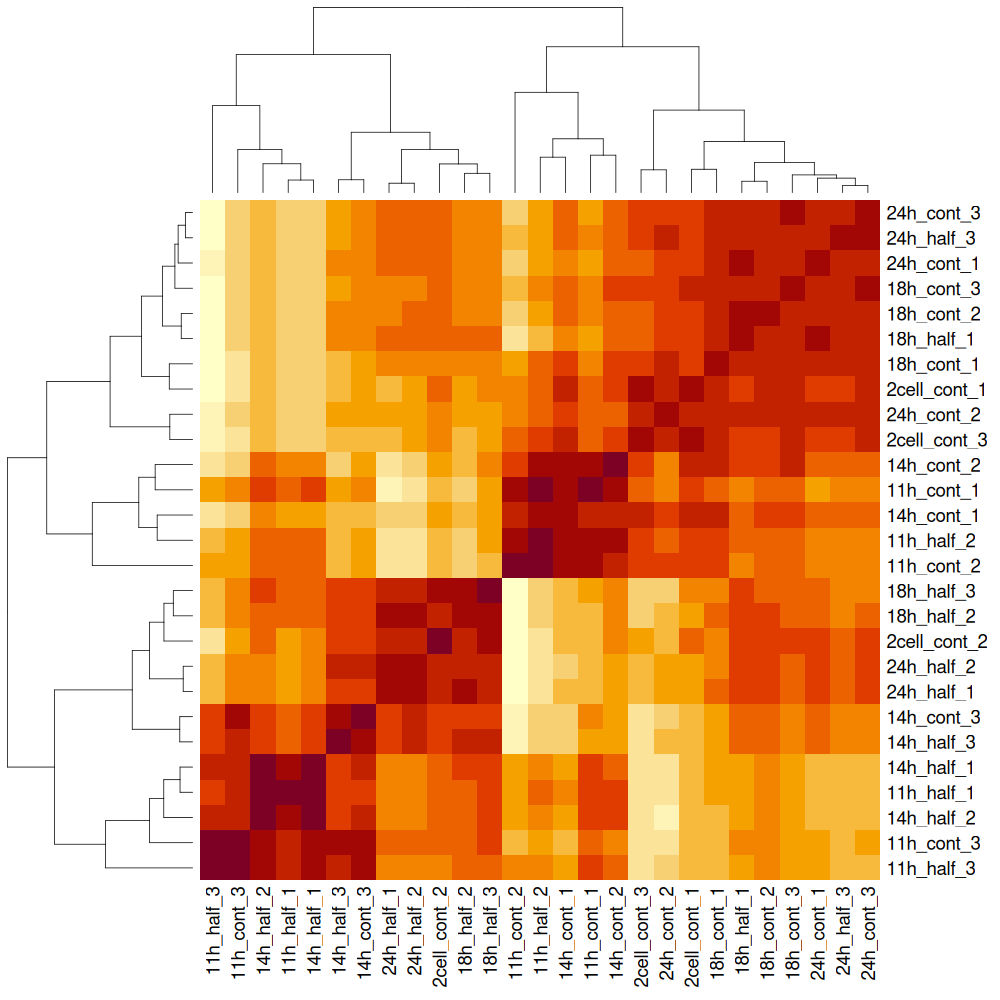 24h_cont_3
24h_half_3
24h_cont_1
18h_cont_3
18h_cont_2
18h_half_1
18h_cont_1
2cell_cont_1
24h_cont_2
2cell_cont_3
14h_cont_2
11h_cont_1
14h_cont_1
11h_half_2
11h_cont_2
18h_half_3
18h_half_2
2cell_cont_2
24h_half_2
24h_half_1
14h_cont_3
14h_half_3
14h_half_1
11h_half_1
14h_half_2
11h_cont_3
11h_half_3
11h_half_3
11h_cont_3
14h_half_2
11h_half_1
14h_half_1
14h_half_3
14h_cont_3
24h_half_1
24h_half_2
2cell_cont_2
18h_half_2
18h_half_3
11h_cont_2
11h_half_2
14h_cont_1
11h_cont_1
14h_cont_2
2cell_cont_3
24h_cont_2
2cell_cont_1
18h_cont_1
18h_half_1
18h_cont_2
18h_cont_3
24h_cont_1
24h_half_3
24h_cont_3